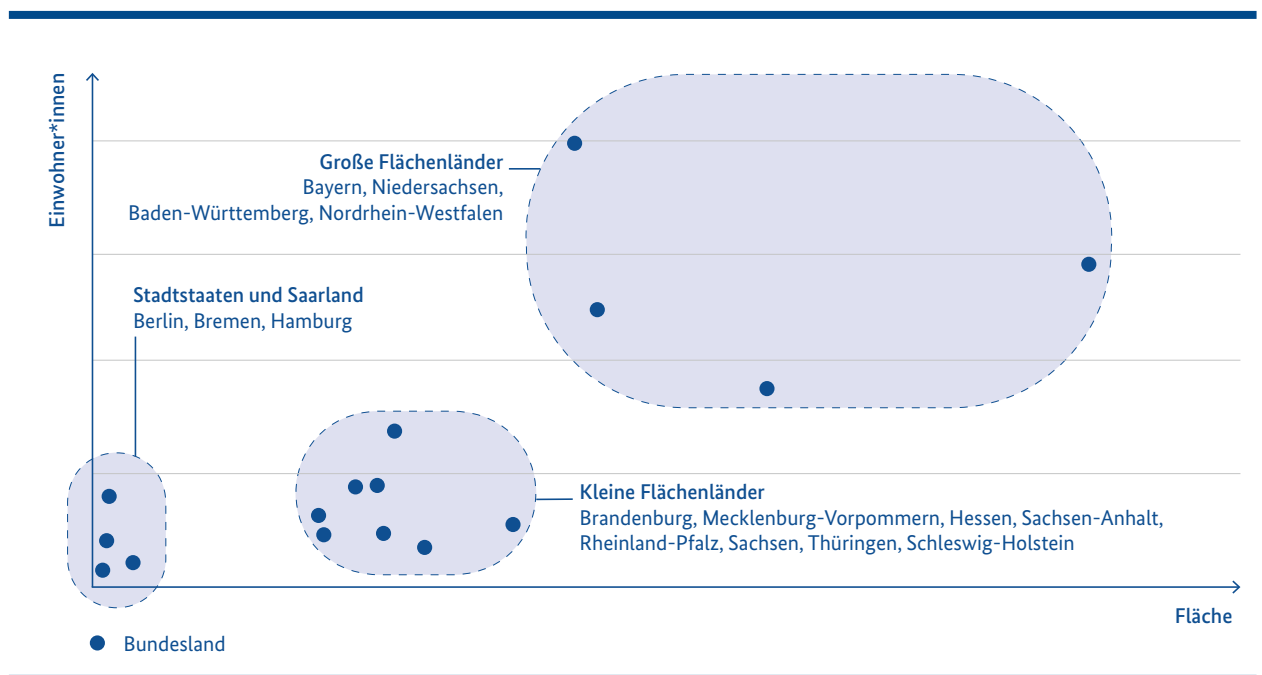 Einwohner*innen
Große Flächenländer
Bayern, Niedersachsen,
Baden-Württemberg, Nordrhein-Westfalen
Stadtstaaten und Saarland
Berlin, Bremen, Hamburg
Kleine Flächenländer
Brandenburg, Mecklenburg-Vorpommern, Hessen, Sachsen-Anhalt,
Rheinland-Pfalz, Sachsen, Thüringen, Schleswig-Holstein
Fläche
Bundesland